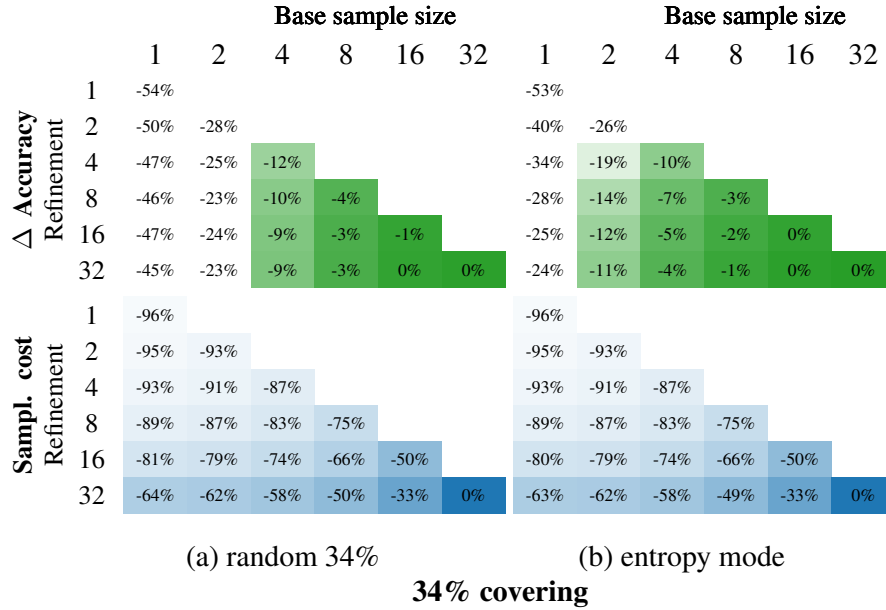 Base sample size Base sample size
1 2 4 8 16 32 1 2 4 8 16 32
Δ Accuracy
Refinement
1 -54% -53%
2 -50% -28% -40% -26%
4 -47% -25% -12% -34% -19% -10%
8 -46% -23% -10% -4% -28% -14% -7% -3%
16 -47% -24% -9% -3% -1% -25% -12% -5% -2% 0%
32 -45% -23% -9% -3% 0% 0% -24% -11% -4% -1% 0% 0%
Sampl. cost
Refinement
1 -96% -96%
2 -95% -93% -95% -93%
4 -93% -91% -87% -93% -91% -87%
8 -89% -87% -83% -75% -89% -87% -83% -75%
16 -81% -79% -74% -66% -50% -80% -79% -74% -66% -50%
32 -64% -62% -58% -50% -33% 0% -63% -62% -58% -49% -33% 0%
(a) random 34% (b) entropy mode
34% covering